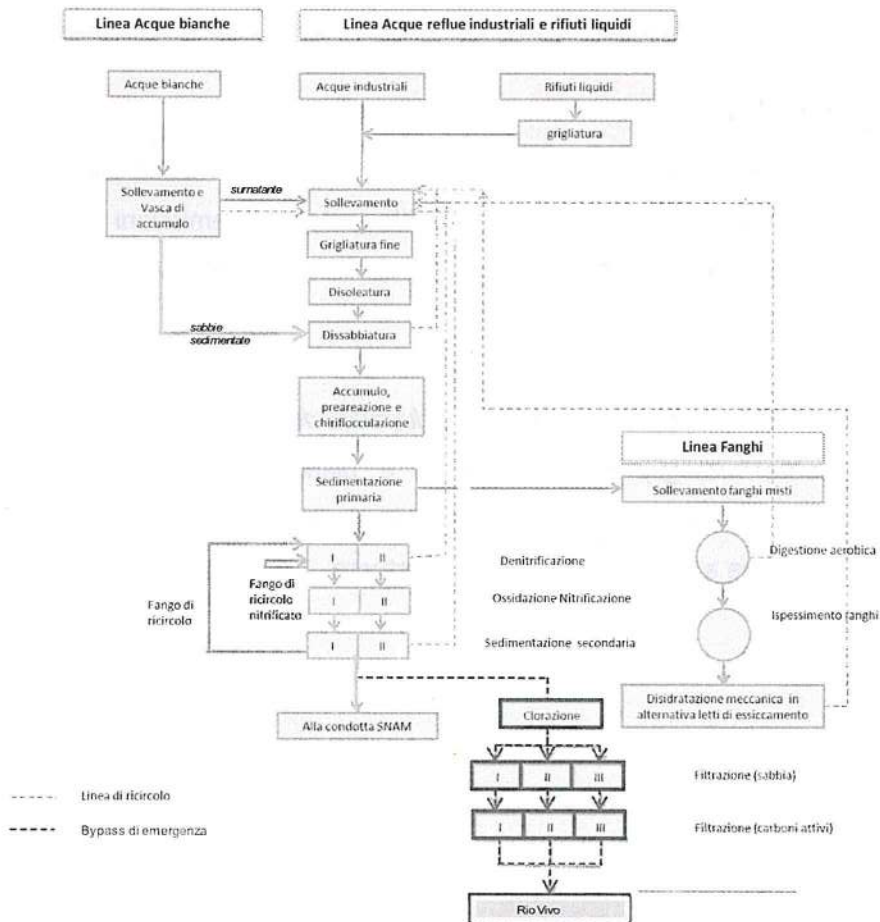 Linea Acque bianche
Linea Acque reflue industriali e rifiuti liquidi
Acque bianche
Acque industriali
Rifiuti liquidi
grigliatura
Sollevamento e
Vasca di
accumulo
surnatante
Sollevamento
Grigliatura fine
Disoleatura
sabbie
sedimentate
Dissabbiatura
Accumulo,
preareazione e
chiriflocculazione
Linea Fanghi
Sedimentazione
primaria
Sollevamento fanghi misti
I II
Denitrificazione
Digestione aerobica
Fango di
ricircolo
Fango di
ricircolo
nitrificato
I II
Ossidazione Nitrificazione
Ispessimento fanghi
I II
Sedimentazione secondaria
Alla condotta SNAM
Clorazione
Disidratazione meccanica in
alternativa letti di essiccamento
I II III
Filtrazione (sabbia)
Linea di ricircolo
Bypass di emergenza
I II III
Filtrazione (carboni attivi)
Rio Vivo